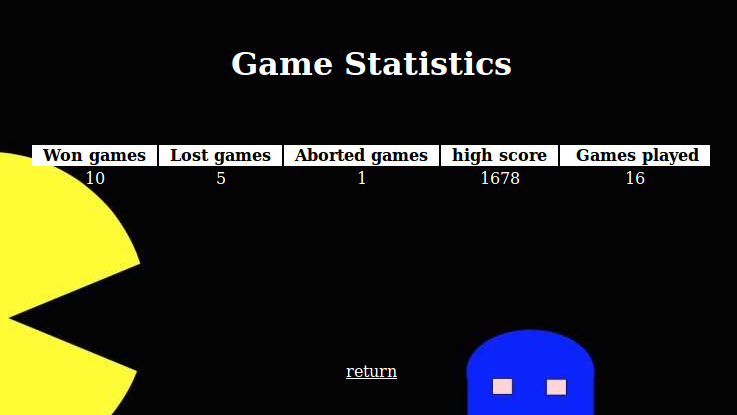 Game Statistics
Won games Lost games Aborted games high score Games played
10 5 1 1678 16
return